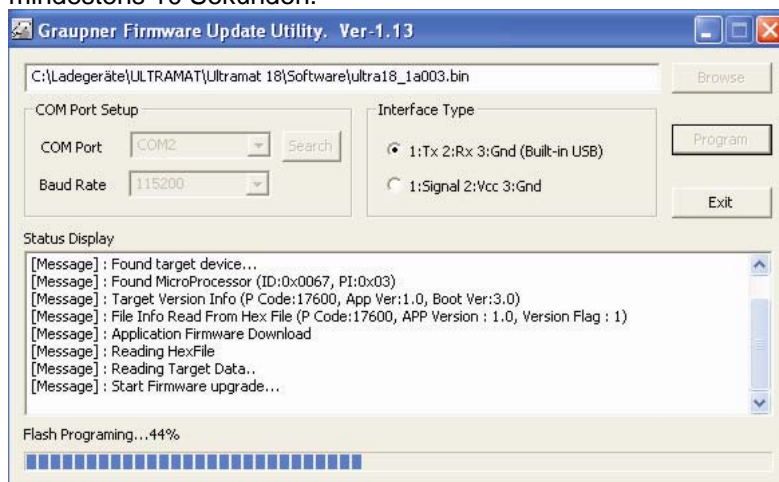 mindestens 10 Sekunden.
Graupner Firmware Update Utility. Ver-1.13
C:\Ladegeräte\ULTRAMAT\Ultramat 18\Software\ultra18_1a003.bin
Browse
COM Port Setup
COM Port
COM2
Search
Baud Rate
115200
Interface Type
1:Tx 2:Rx 3:Gnd (Built-in USB)
1:Signal 2:Vcc 3:Gnd
Program
Exit
Status Display
[Message] : Found target device...
[Message] : Found MicroProcessor (ID:0x0067, PI:0x03)
[Message] : Target Version Info (P Code:17600, App Ver:1.0, Boot Ver:3.0)
[Message] : File Info Read From Hex File (P Code:17600, APP Version : 1.0, Version Flag : 1)
[Message] : Application Firmware Download
[Message] : Reading HexFile
[Message] : Reading Target Data..
[Message] : Start Firmware upgrade...
Flash Programing...44%